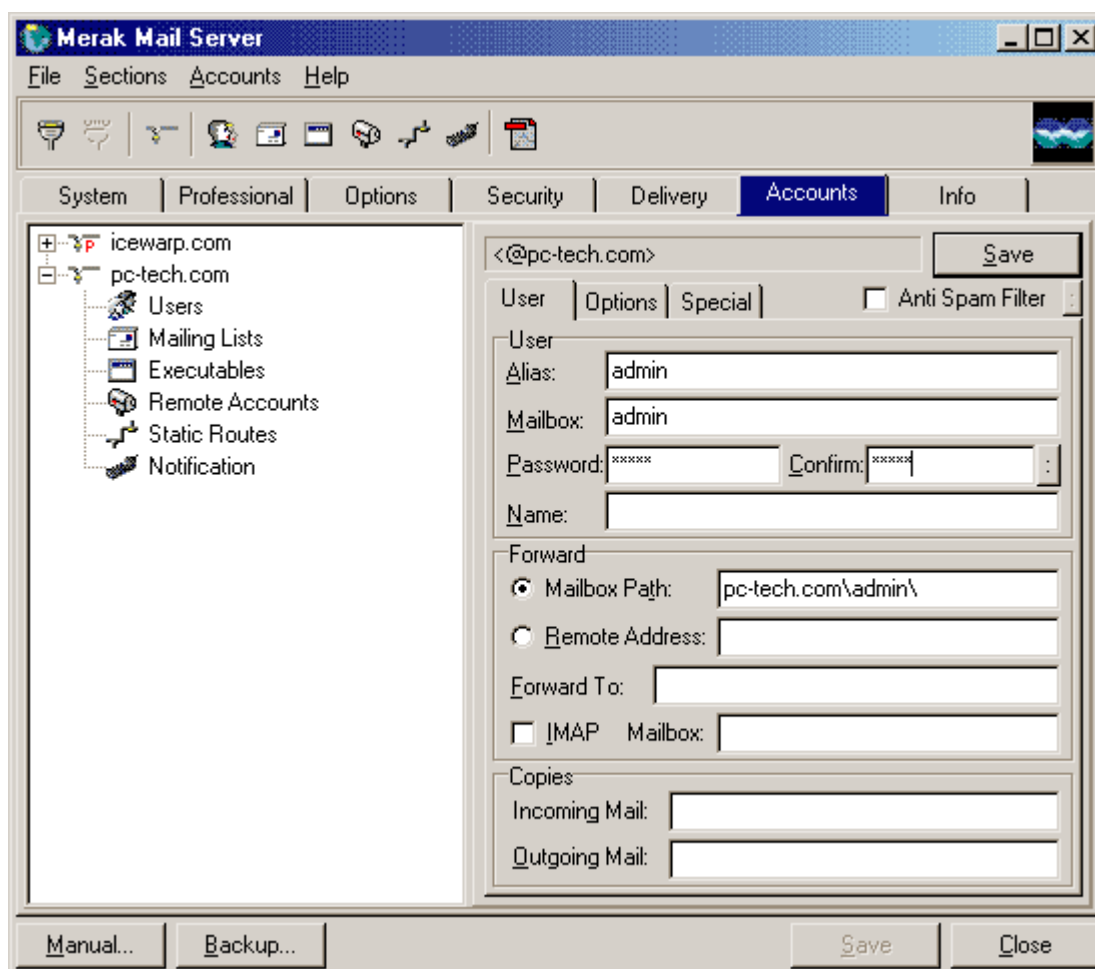 Merak Mail Server
File Sections Accounts Help
System Professional Options Security Delivery Accounts Info
icewarp.com
pc-tech.com
Users
Mailing Lists
Executables
Remote Accounts
Static Routes
Notification
<@pc-tech.com> Save
User Options Special Anti Spam Filter :
User
Alias: admin
Mailbox: admin
Password: ***** Confirm: ***** :
Name:
Forward
Mailbox Path: pc-tech.com\admin\
Remote Address:
Forward To:
IMAP Mailbox:
Copies
Incoming Mail:
Outgoing Mail:
Manual... Backup... Save Close